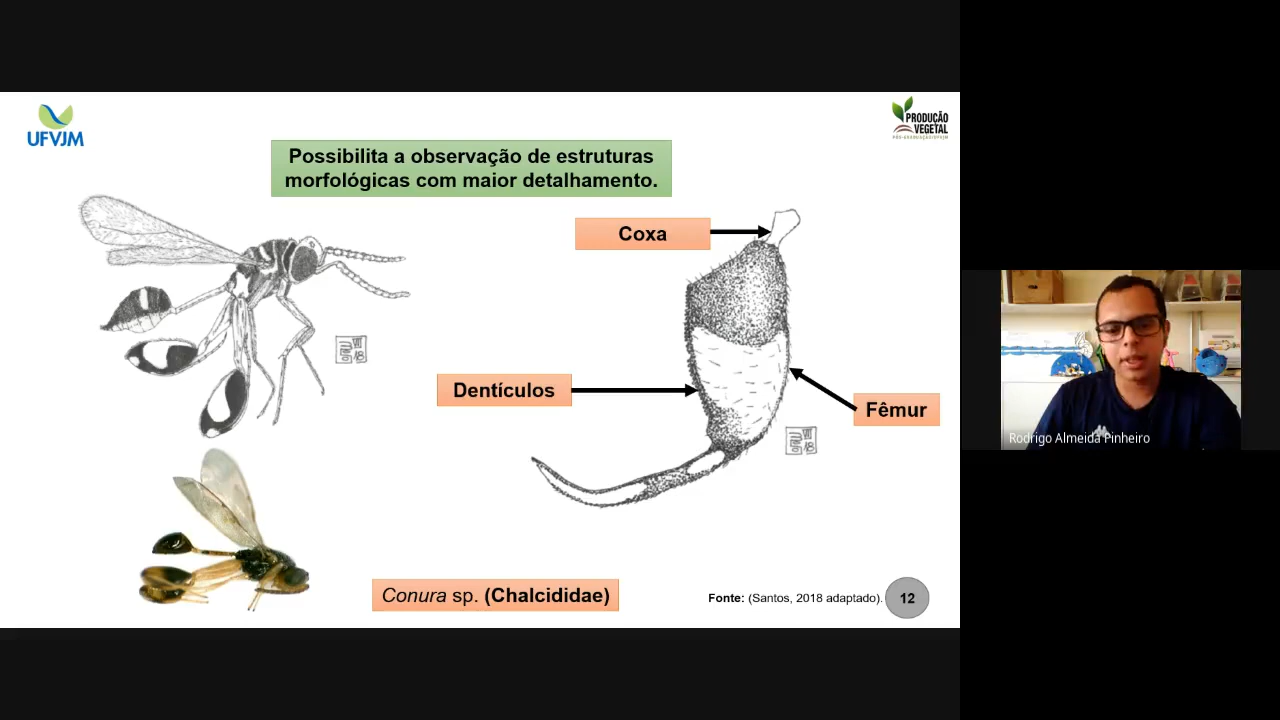 UFVJM
PRODUÇÃO
VEGETAL
Possibilita a observação de estruturas
morfológicas com maior detalhamento.
Coxa
Dentículos
Fêmur
Rodrigo Almeida Pinheiro
Conura sp. (Chalcididae)
Fonte: (Santos, 2018 adaptado).
12